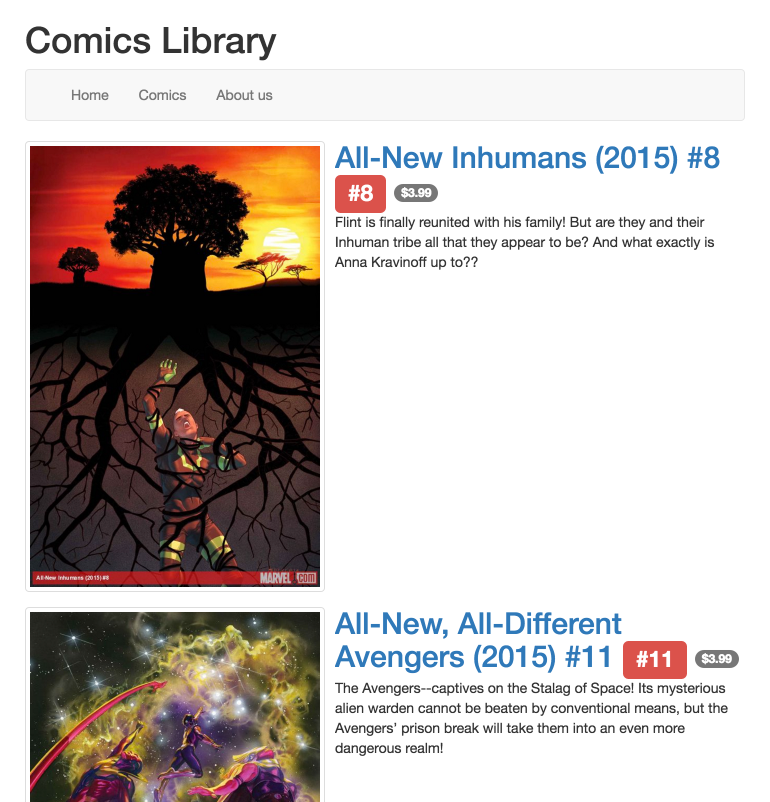 Comics Library
Home Comics About us
All-New Inhumans (2015) #8
#8 $3.99
Flint is finally reunited with his family! But are they and their
Inhuman tribe all that they appear to be? And what exactly is
Anna Kravinoff up to??
All-New Inhumans (2015) #8
MARVEL .com
All-New, All-Different
Avengers (2015) #11 #11 $3.99
The Avengers--captives on the Stalag of Space! Its mysterious
alien warden cannot be beaten by conventional means, but the
Avengers’ prison break will take them into an even more
dangerous realm!